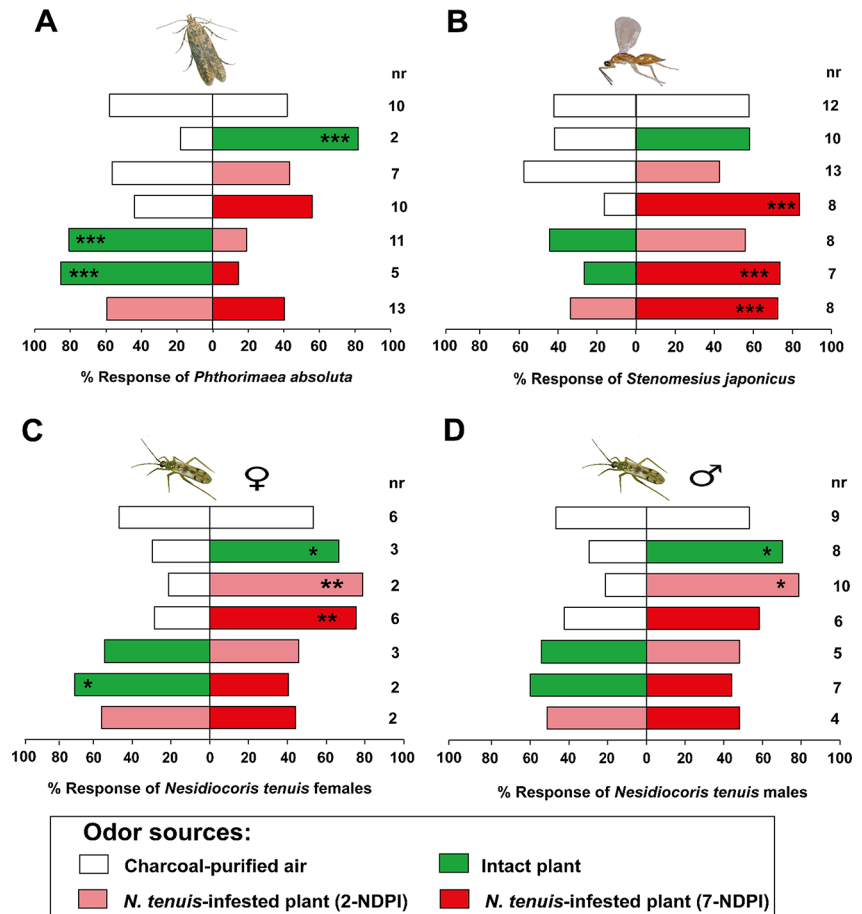 A
B
nr
nr
10
12
***
2
10
7
13
10
***
8
***
11
8
***
5
***
7
13
***
8
100 80 60 40 20 0 20 40 60 80 100
100 80 60 40 20 0 20 40 60 80 100
% Response of Phthorimaea absoluta
% Response of Stenomesius japonicus
C
D
♀
♂
nr
nr
6
9
*
3
*
8
**
2
*
10
**
6
6
3
5
*
2
7
2
4
100 80 60 40 20 0 20 40 60 80 100
100 80 60 40 20 0 20 40 60 80 100
% Response of Nesidiocoris tenuis females
% Response of Nesidiocoris tenuis males
Odor sources:
Charcoal-purified air
Intact plant
N. tenuis-infested plant (2-NDPI)
N. tenuis-infested plant (7-NDPI)